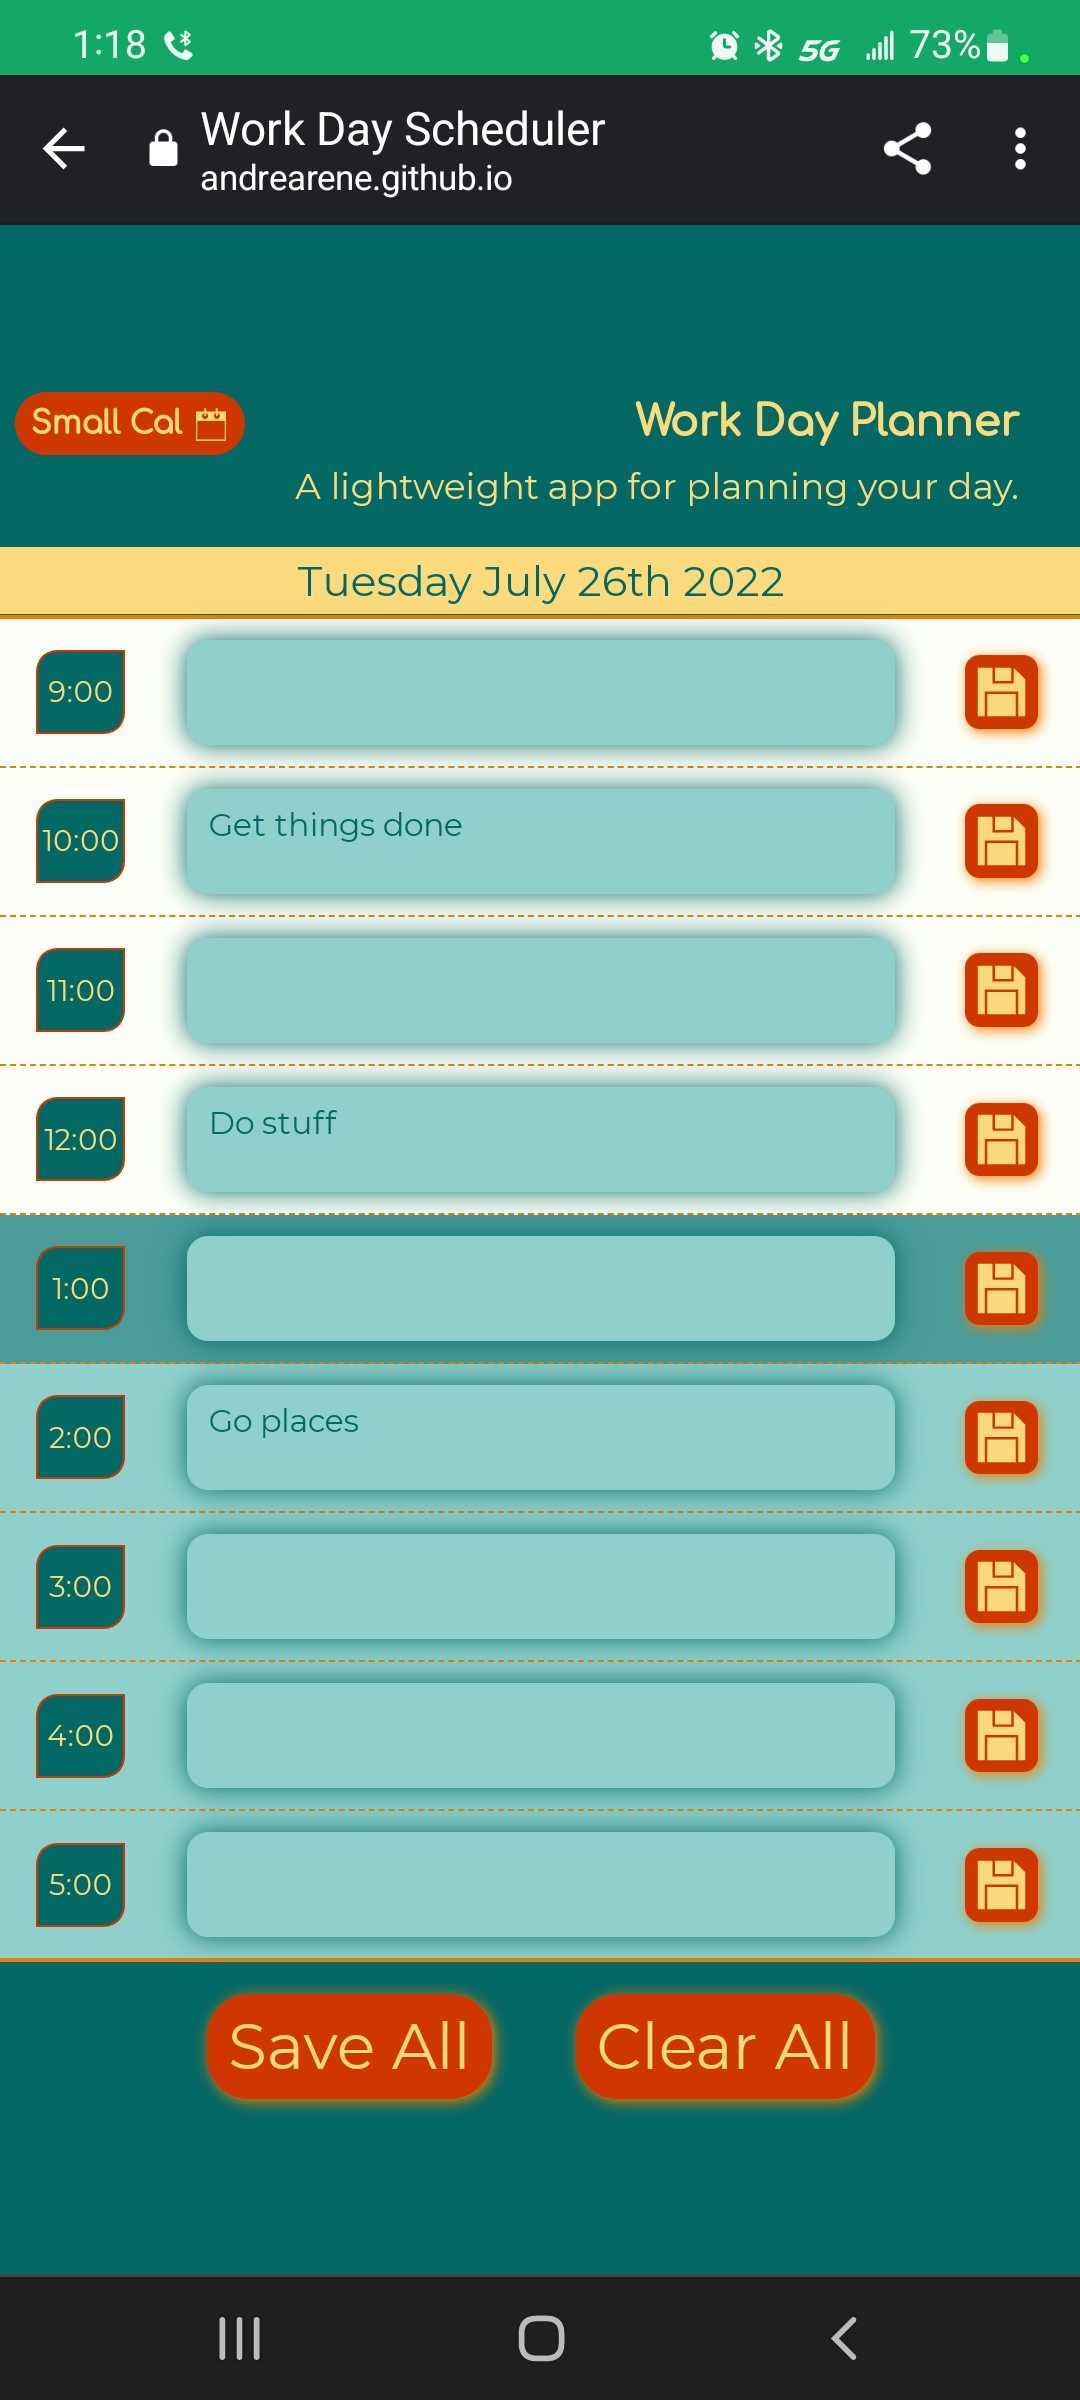 1:18 5G 73%
Work Day Scheduler
andrearene.github.io
Small Cal Work Day Planner
A lightweight app for planning your day.
Tuesday July 26th 2022
9:00
10:00 Get things done
11:00
12:00 Do stuff
1:00
2:00 Go places
3:00
4:00
5:00
Save All Clear All